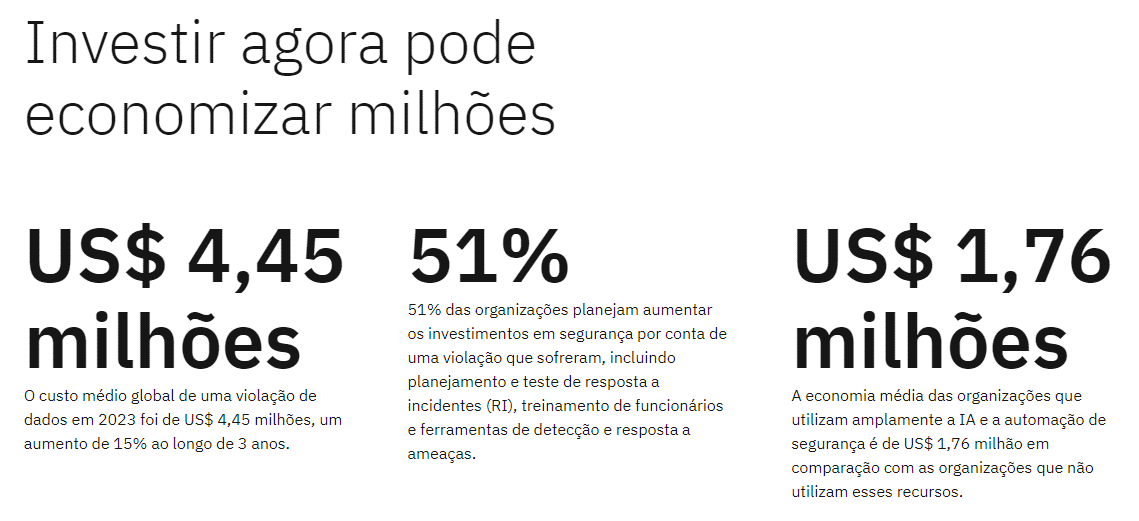 Investir agora pode
economizar milhões
US$ 4,45
milhões
O custo médio global de uma violação de
dados em 2023 foi de US$ 4,45 milhões, um
aumento de 15% ao longo de 3 anos.
51%
51% das organizações planejam aumentar
os investimentos em segurança por conta de
uma violação que sofreram, incluindo
planejamento e teste de resposta a
incidentes (RI), treinamento de funcionários
e ferramentas de detecção e resposta a
ameaças.
US$ 1,76
milhões
A economia média das organizações que
utilizam amplamente a IA e a automação de
segurança é de US$ 1,76 milhão em
comparação com as organizações que não
utilizam esses recursos.